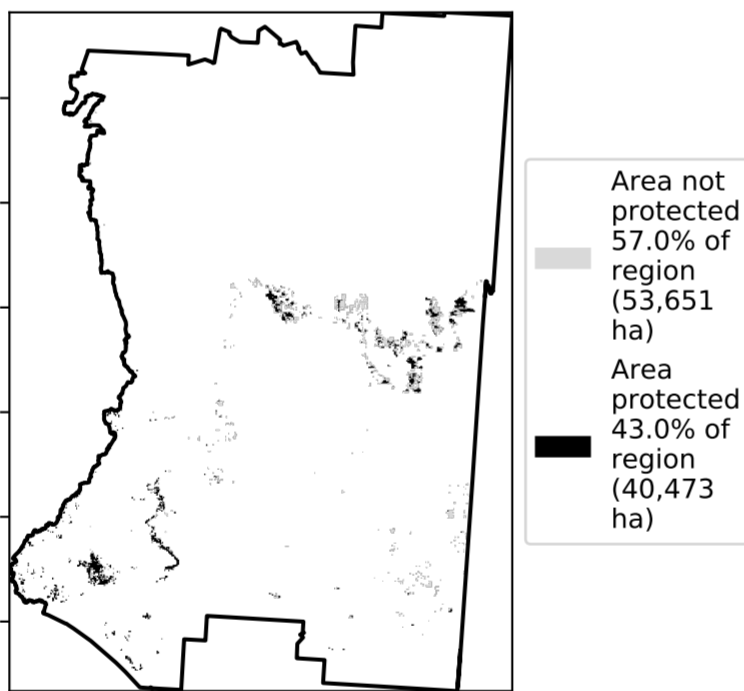 Area not
protected
57.0% of
region
(53,651
ha)
Area
protected
43.0% of
region
(40,473
ha)